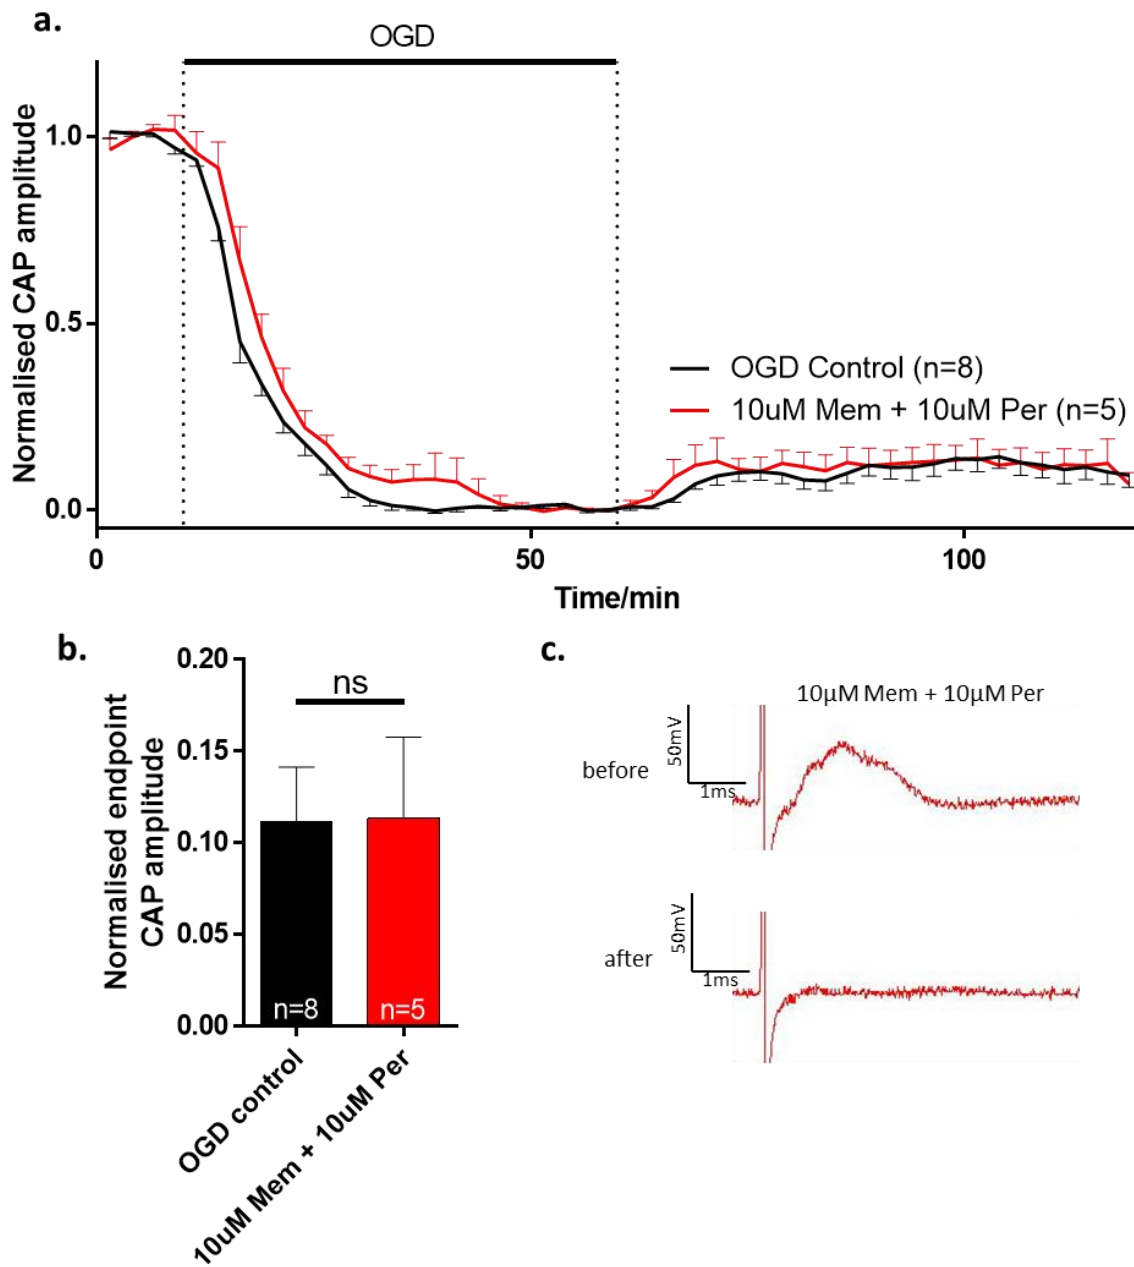 a.
OGD
Normalised CAP amplitude
1.0
0.5
0.0
OGD Control (n=8)
10uM Mem + 10uM Per (n=5)
0
50
100
Time/min
b.
Normalised endpoint
CAP amplitude
0.20
0.15
0.10
0.05
0.00
ns
n=8
n=5
OGD control
10uM Mem + 10uM Per
c.
10μM Mem + 10μM Per
before
50mV
1ms
after
50mV
1ms